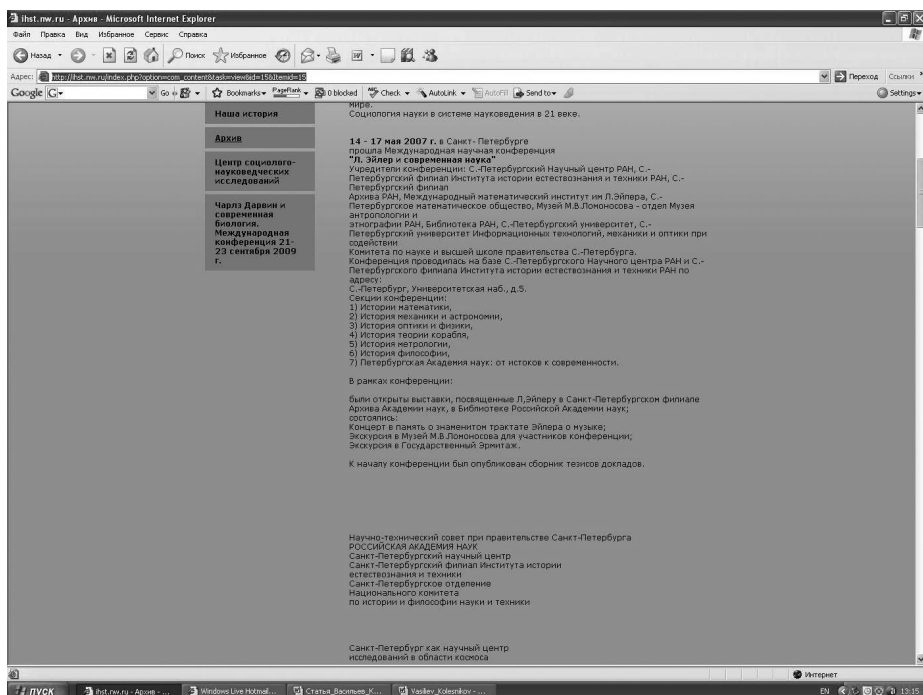 ihst.nw.ru - Архив - Microsoft Internet Explorer
Файл Правка Вид Избранное Сервис Справка
Назад Поиск Избранное
Адрес: http://ihst.nw.ru/index.php?option=com_content&task=view&id=15&Itemid=15 Переход Ссылки
Google G Go Bookmarks PageRank 0 blocked Check AutoLink AutoFill Send to Settings
Наша история
Архив
Центр социолого-
науковедческих
исследований
Чарлз Дарвин и
современная
биология.
Международная
конференция 21-
23 сентября 2009
г.
мире.
Социология науки в системе науковедения в 21 веке.
14 - 17 мая 2007 г. в Санкт- Петербурге
прошла Международная научная конференция
"Л. Эйлер и современная наука"
Учредители конференции: С.-Петербургский Научный центр РАН, С.-
Петербургский филиал Института истории естествознания и техники РАН, С.-
Петербургский филиал
Архива РАН, Международный математический институт им Л.Эйлера, С.-
Петербургское математическое общество, Музей М.В.Ломоносова - отдел Музея
антропологии и
этнографии РАН, Библиотека РАН, С.-Петербургский университет, С.-
Петербургский университет Информационных технологий, механики и оптики при
содействии
Комитета по науке и высшей школе правительства С.-Петербурга.
Конференция проводилась на базе С.-Петербургского Научного центра РАН и С.-
Петербургского филиала Института истории естествознания и техники РАН по
адресу:
С.-Петербург, Университетская наб., д.5.
Секции конференции:
1) Истории математики,
2) История механики и астрономии,
3) История оптики и физики,
4) История теории корабля,
5) История метрологии,
6) История философии,
7) Петербургская Академия наук: от истоков к современности.
В рамках конференции:
были открыты выставки, посвященные Л,Эйлеру в Санкт-Петербургском филиале
Архива Академии наук, в Библиотеке Российской Академии наук;
состоялись:
Концерт в память о знаменитом трактате Эйлера о музыке;
Экскурсия в Музей М.В.Ломоносова для участников конференции;
Экскурсия в Государственный Эрмитаж.
К началу конференции был опубликован сборник тезисов докладов.
Научно-технический совет при правительстве Санкт-Петербурга
РОССИЙСКАЯ АКАДЕМИЯ НАУК
Санкт-Петербургский научный центр
Санкт-Петербургский филиал Института истории
естествознания и техники
Санкт-Петербургское отделение
Национального комитета
по истории и философии науки и техники
Санкт-Петербург как научный центр
исследований в области космоса
Интернет
пуск ihst.nw.ru - Архив - ... Windows Live Hotmail... Статья_Васильев_К... Vasilev_Kolesnikov - ... EN 13:15